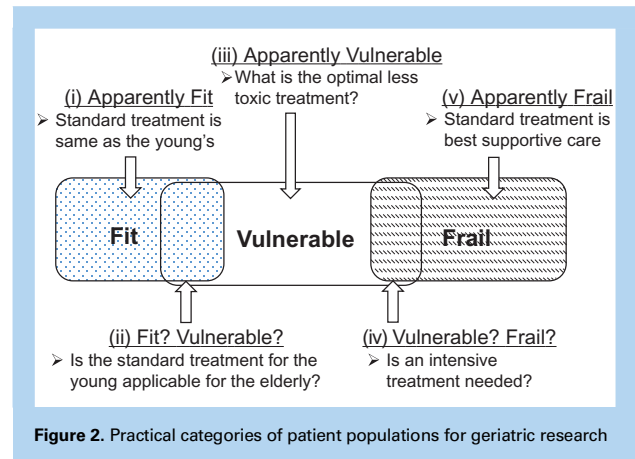 (iii) Apparently Vulnerable
➢ What is the optimal less
toxic treatment?
(i) Apparently Fit
➢ Standard treatment is
same as the young's
(v) Apparently Frail
➢ Standard treatment is
best supportive care
Fit
Vulnerable
Frail
(ii) Fit? Vulnerable?
➢ Is the standard treatment for the
young applicable for the elderly?
(iv) Vulnerable? Frail?
➢ Is an intensive
treatment needed?
Figure 2. Practical categories of patient populations for geriatric research